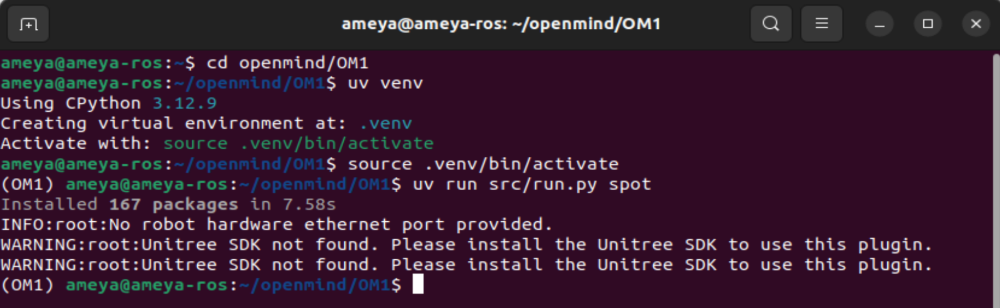 ameya@ameya-ros: ~/openmind/OM1
ameya@ameya-ros:~$ cd openmind/OM1
ameya@ameya-ros:~/openmind/OM1$ uv venv
Using CPython 3.12.9
Creating virtual environment at: .venv
Activate with: source .venv/bin/activate
ameya@ameya-ros:~/openmind/OM1$ source .venv/bin/activate
(OM1) ameya@ameya-ros:~/openmind/OM1$ uv run src/run.py spot
Installed 167 packages in 7.58s
INFO:root:No robot hardware ethernet port provided.
WARNING:root:Unitree SDK not found. Please install the Unitree SDK to use this plugin.
WARNING:root:Unitree SDK not found. Please install the Unitree SDK to use this plugin.
(OM1) ameya@ameya-ros:~/openmind/OM1$